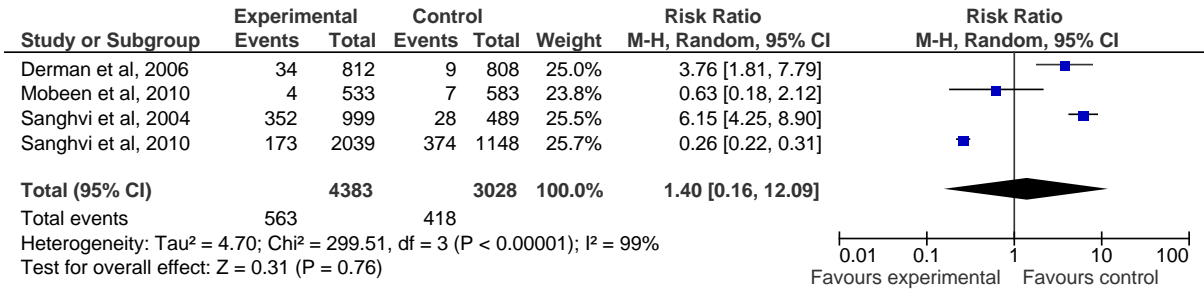 Experimental Control Risk Ratio Risk Ratio
Study or Subgroup Events Total Events Total Weight M-H, Random, 95% CI M-H, Random, 95% CI
Derman et al, 2006 34 812 9 808 25.0% 3.76 [1.81, 7.79]
Mobeen et al, 2010 4 533 7 583 23.8% 0.63 [0.18, 2.12]
Sanghvi et al, 2004 352 999 28 489 25.5% 6.15 [4.25, 8.90]
Sanghvi et al, 2010 173 2039 374 1148 25.7% 0.26 [0.22, 0.31]
Total (95% CI) 4383 3028 100.0% 1.40 [0.16, 12.09]
Total events 563 418
Heterogeneity: Tau² = 4.70; Chi² = 299.51, df = 3 (P < 0.00001); I² = 99%
Test for overall effect: Z = 0.31 (P = 0.76)
0.01 0.1 1 10 100
Favours experimental Favours control